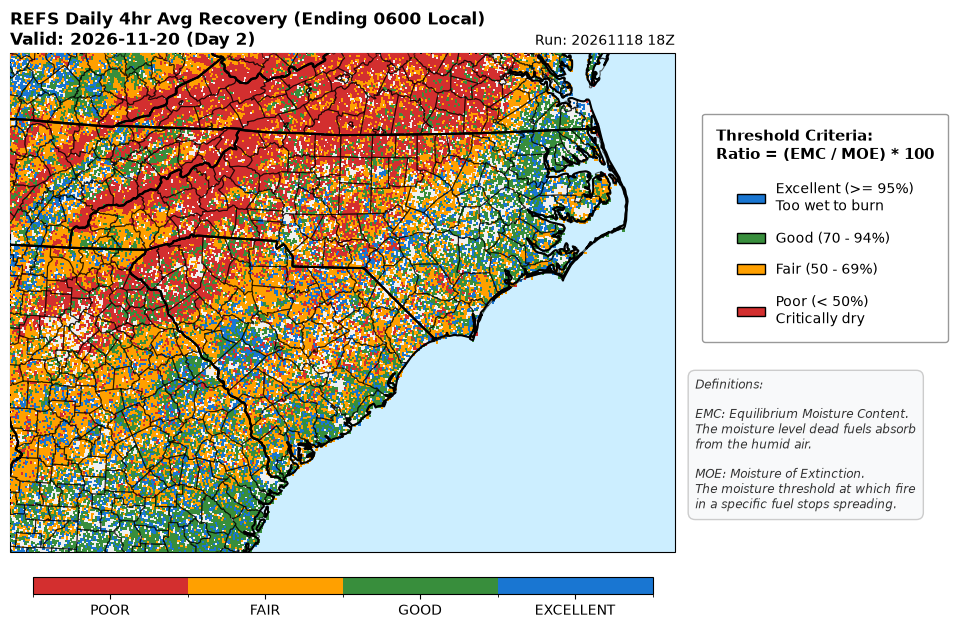 REFS Daily 4hr Avg Recovery (Ending 0600 Local)
Valid: 2026-11-20 (Day 2)
Run: 20261118 18Z
Threshold Criteria:
Ratio = (EMC / MOE) * 100
Excellent (>= 95%)
Too wet to burn
Good (70 - 94%)
Fair (50 - 69%)
Poor (< 50%)
Critically dry
Definitions:
EMC: Equilibrium Moisture Content.
The moisture level dead fuels absorb
from the humid air.
MOE: Moisture of Extinction.
The moisture threshold at which fire
in a specific fuel stops spreading.
POOR
FAIR
GOOD
EXCELLENT